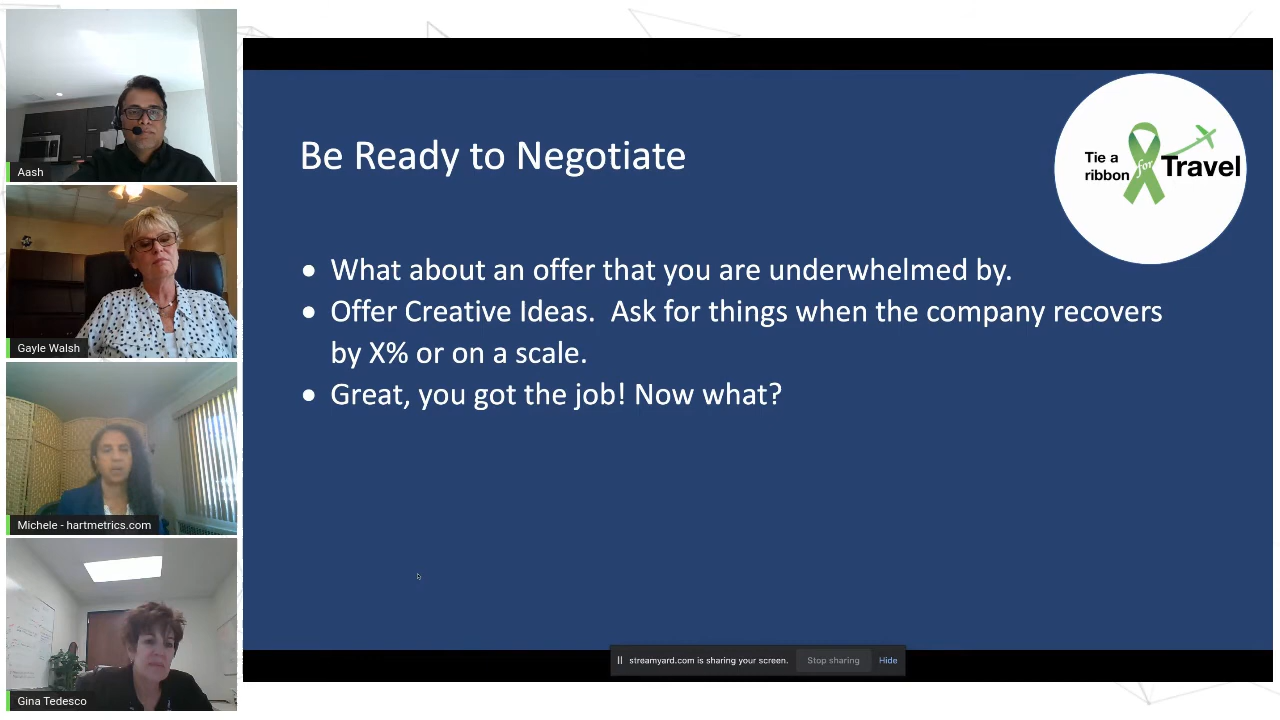 Aash
Gayle Walsh
Michele - hartmetrics.com
Gina Tedesco
Be Ready to Negotiate
Tie a
ribbon for Travel
● What about an offer that you are underwhelmed by.
● Offer Creative Ideas.  Ask for things when the company recovers
by X% or on a scale.
● Great, you got the job! Now what?
streamyard.com is sharing your screen. Stop sharing Hide